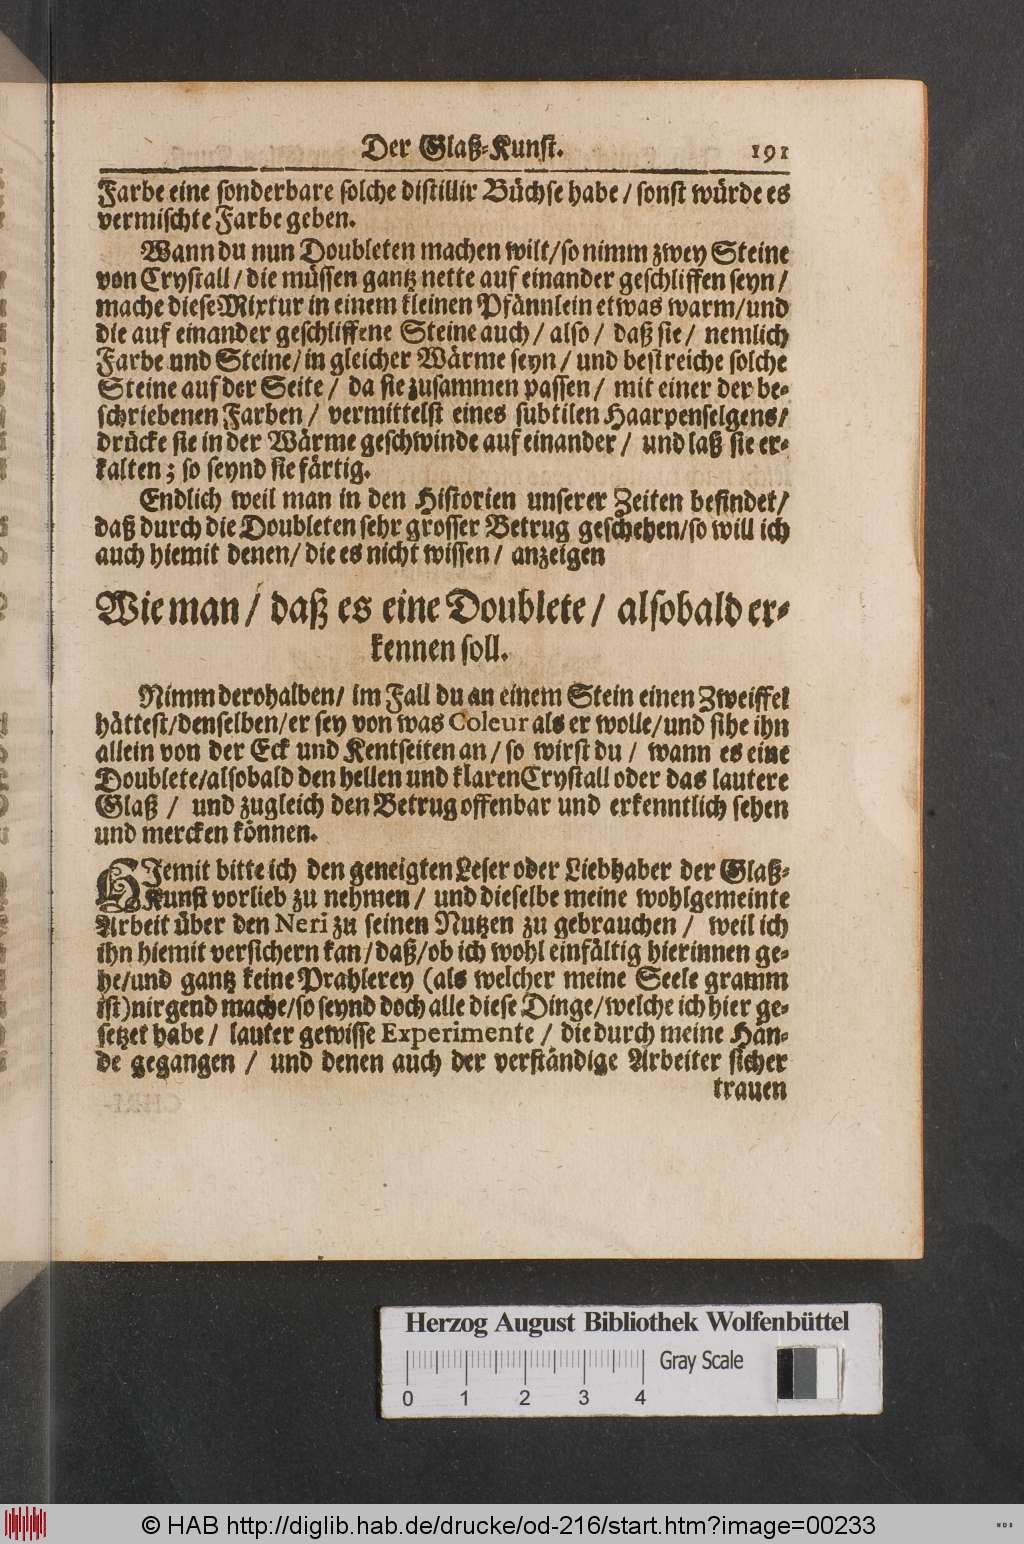 Der Glaß-Kunst. 191
Farbe eine sonderbare solche distillir Büchse habe / sonst würde es
vermischte Farbe geben.
Wann du nun Doubleten machen wilt/so nimm zwey Steine
von Crystall / die müssen gantz nette auf einander geschliffen seyn /
mache diese Mixtur in einem kleinen Pfännlein etwas warm/und
die auf einander geschliffene Steine auch / also / daß sie / nemlich
Farbe und Steine/ in gleicher Wärme seyn / und bestreiche solche
Steine auf der Seite / da sie zusammen passen / mit einer der be-
schriebenen Farben / vermittelst eines subtilen Haarpenselgens/
drücke sie in der Wärme geschwinde auf einander / und laß sie er-
kalten ; so seynd sie färtig.
Endlich weil man in den Historien unserer Zeiten befindet/
daß durch die Doubleten sehr grosser Betrug geschehen/so will ich
auch hiemit denen/ die es nicht wissen / anzeigen
Wie man / daß es eine Doublete / alsobald er-
kennen soll.
Nimm derohalben/ im Fall du an einem Stein einen Zweiffel
hättest/denselben/er sey von was Coleur als er wolle/und sihe ihn
allein von der Eck und Kentseiten an / so wirst du / wann es eine
Doublete/alsobald den hellen und klaren Crystall oder das lautere
Glaß / und zugleich den Betrug offenbar und erkenntlich sehen
und mercken können.
HJemit bitte ich den geneigten Leser oder Liebhaber der Glaß-
Kunst vorlieb zu nehmen / und dieselbe meine wohlgemeinte
Arbeit über den Neri zu seinen Nutzen zu gebrauchen / weil ich
ihn hiemit versichern kan/daß/ob ich wohl einfältig hierinnen ge-
he/und gantz keine Prahlerey (als welcher meine Seele gramm
ist)nirgend mache/so seynd doch alle diese Dinge/welche ich hier ge-
setzet habe / lauter gewisse Experimente / die durch meine Hän-
de gegangen / und denen auch der verständige Arbeiter sicher
trauen
Herzog August Bibliothek Wolfenbüttel
Gray Scale
0 1 2 3 4
© HAB http://diglib.hab.de/drucke/od-216/start.htm?image=00233